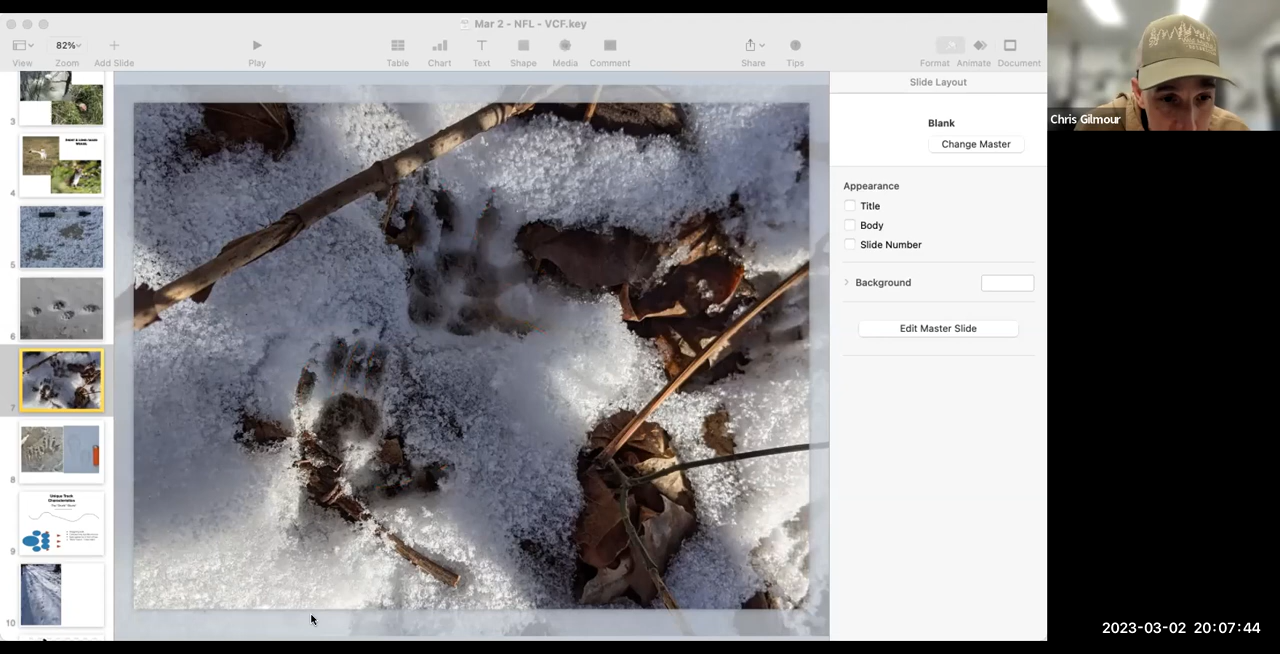 Mar 2 - NFL - VCF.key
82%
View
Zoom
Add Slide
Play
Table
Chart
Text
Shape
Media
Comment
Share
Tips
Format
Animate
Document
3
4
5
6
7
8
9
10
Unique Track
Characteristics
Slide Layout
Blank
Change Master
Appearance
Title
Body
Slide Number
Background
Edit Master Slide
Chris Gilmour
2023-03-02 20:07:44